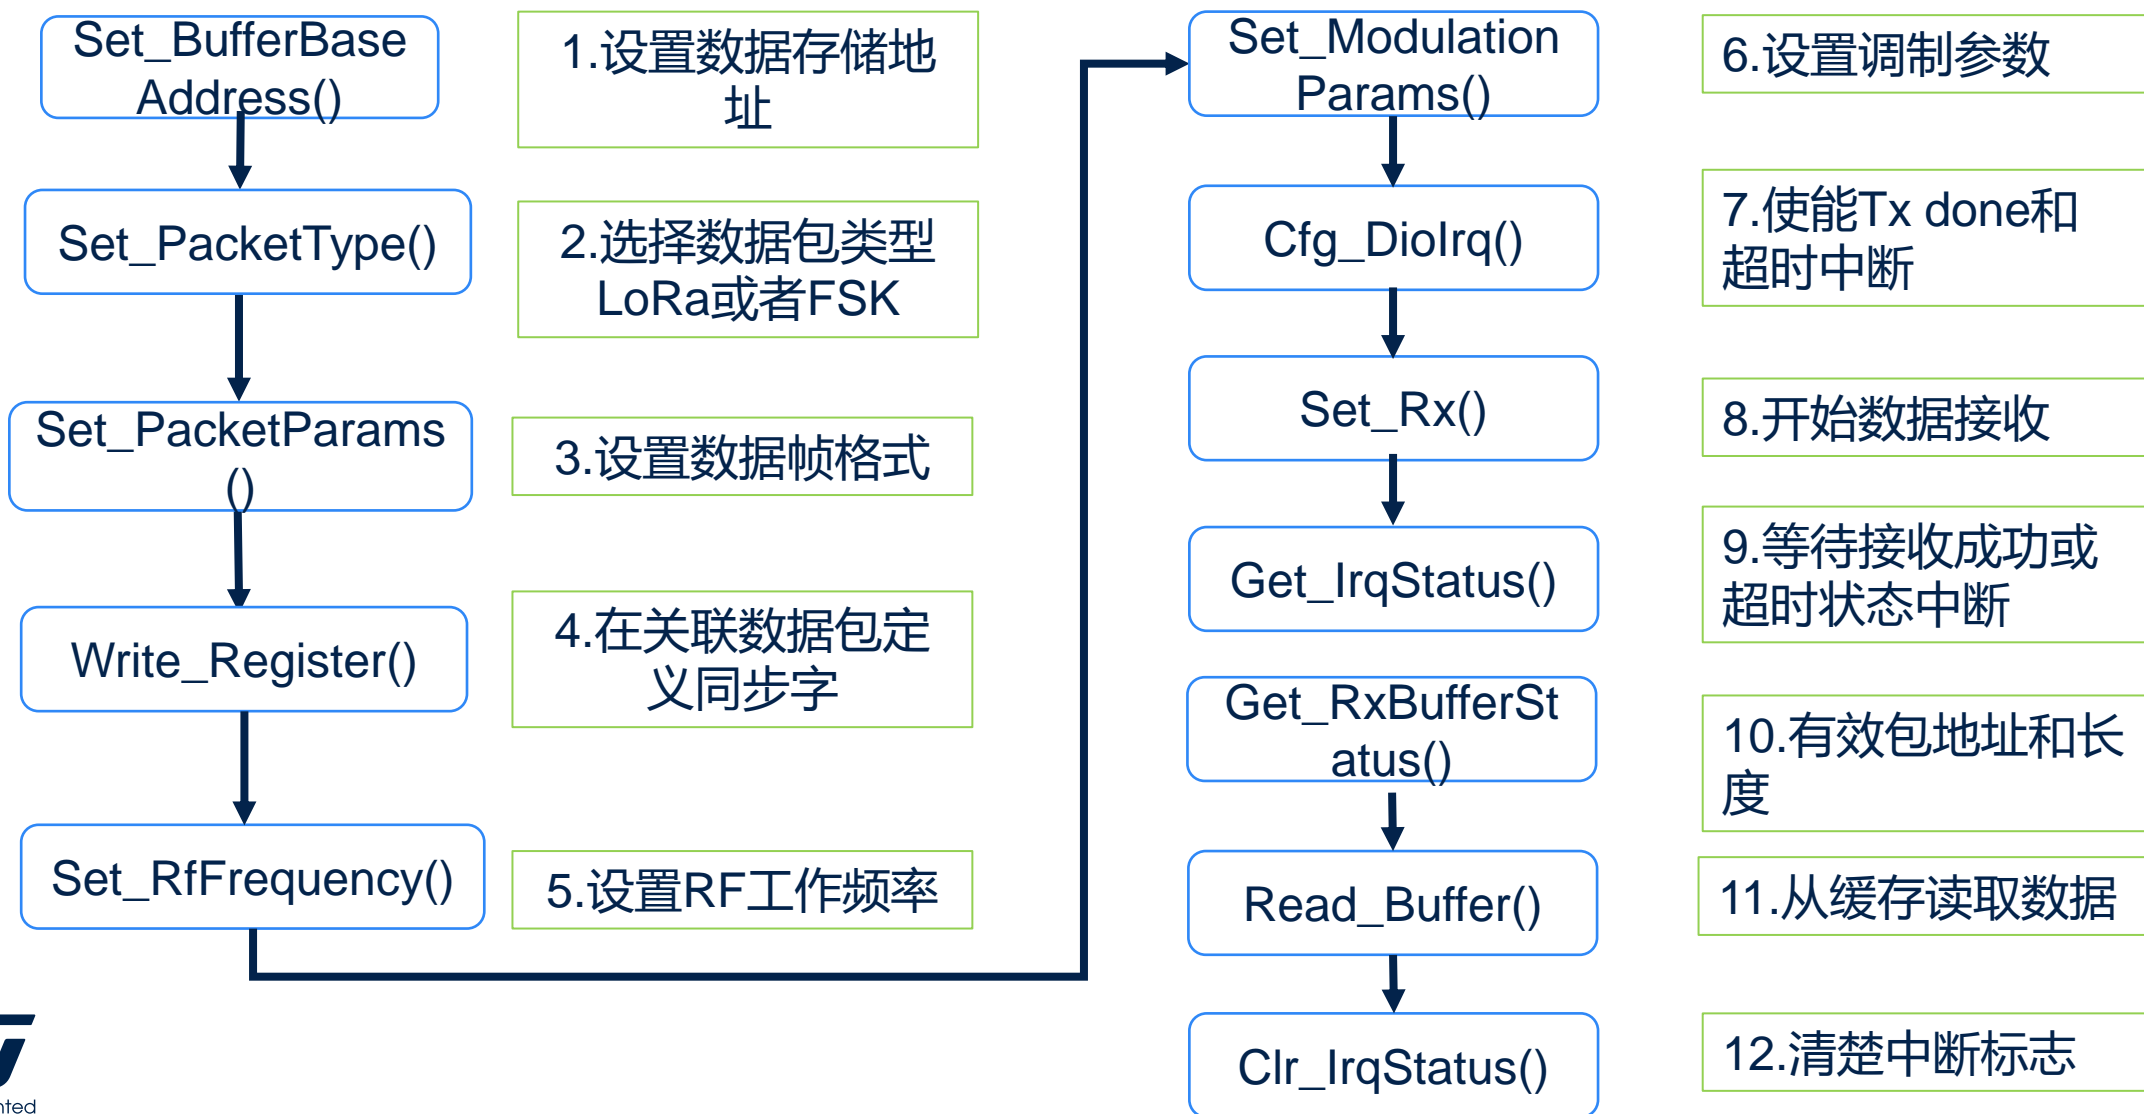 Set_BufferBase
Address()
1.设置数据存储地
址
Set_PacketType()
2.选择数据包类型
LoRa或者FSK
Set_PacketParams
()
3.设置数据帧格式
Write_Register()
4.在关联数据包定
义同步字
Set_RfFrequency()
5.设置RF工作频率
Set_Modulation
Params()
6.设置调制参数
Cfg_DioIrq()
7.使能Tx done和
超时中断
Set_Rx()
8.开始数据接收
Get_IrqStatus()
9.等待接收成功或
超时状态中断
Get_RxBufferSt
atus()
10.有效包地址和长
度
Read_Buffer()
11.从缓存读取数据
Clr_IrqStatus()
12.清楚中断标志